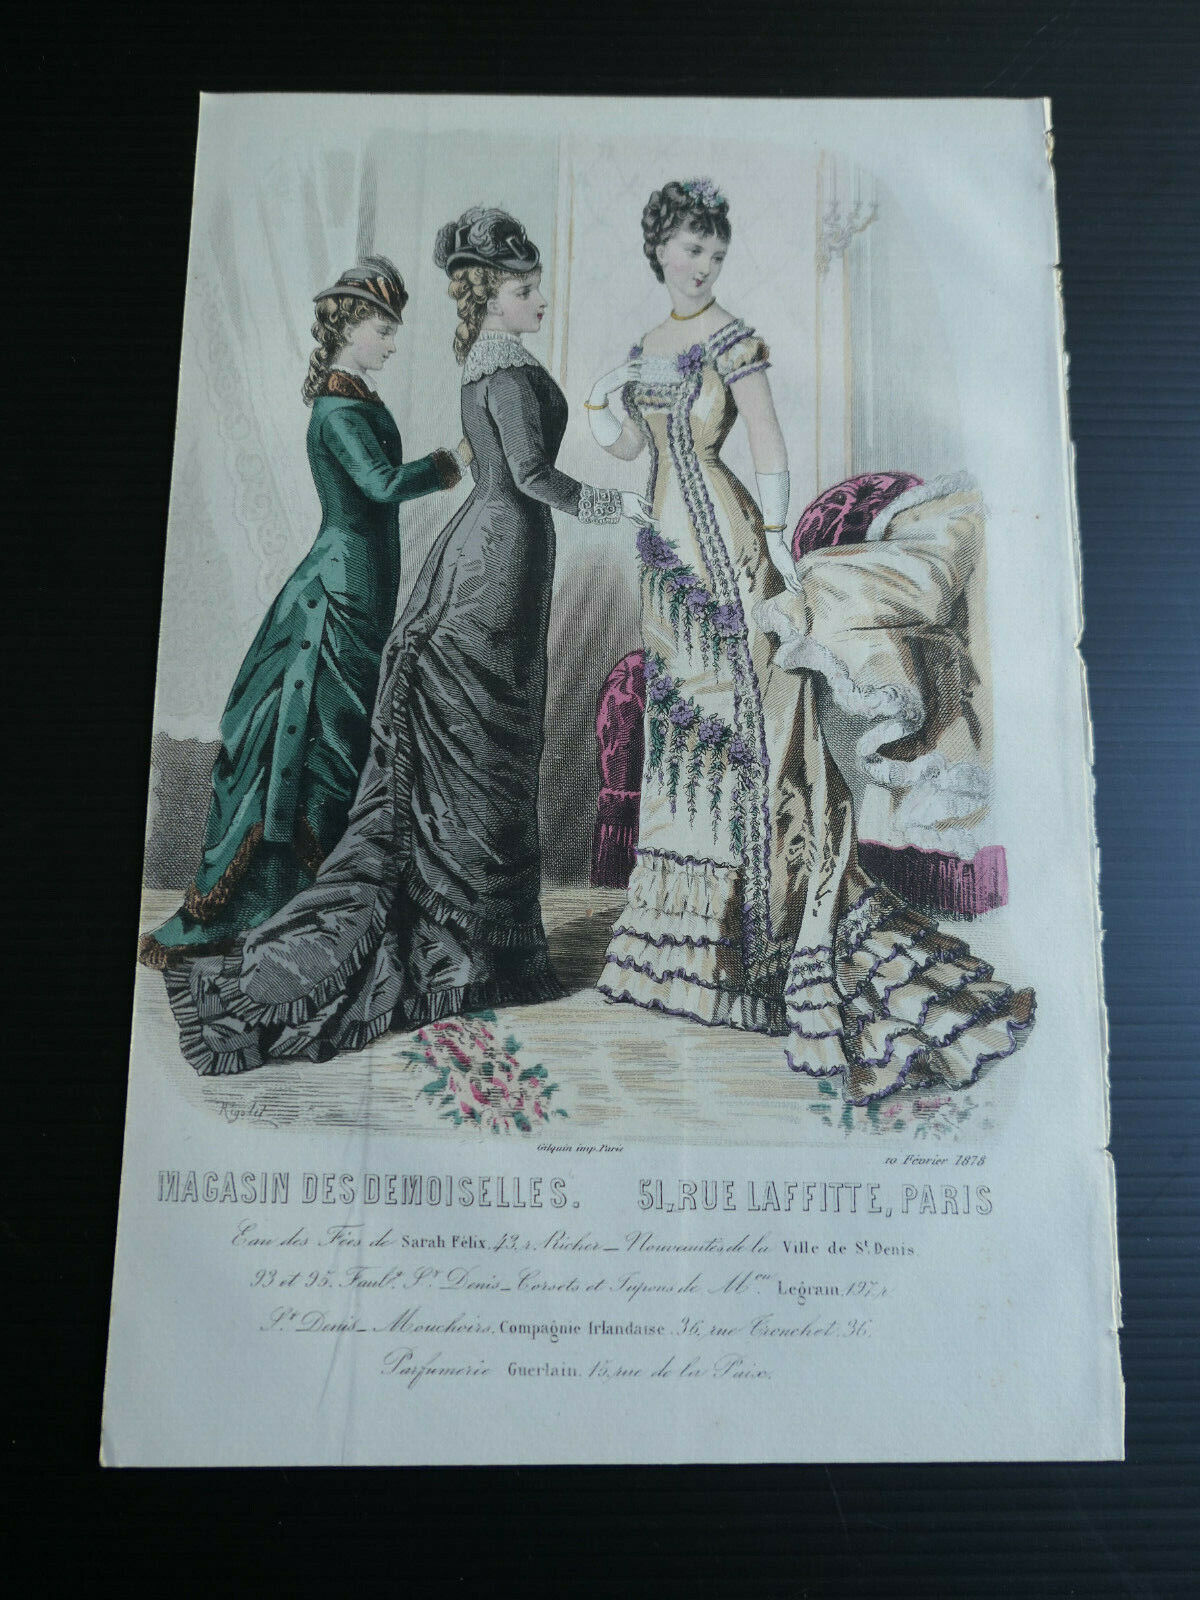 Rigolet
Gilquin imp. Paris
10 Février 1878
MAGASIN DES DEMOISELLES. 51, RUE LAFFITTE, PARIS
Eau des Fées de Sarah Félix. 43, r. Richer _ Nouveautés de la Ville de St. Denis
93 et 95. Faubg. St. Denis _ Corsets et Jupons de Mon. Legrain, 197, r.
St. Denis _ Mouchoirs. Compagnie Irlandaise. 36, rue Tronchet. 36.
Parfumerie Guerlain. 15, rue de la Paix.